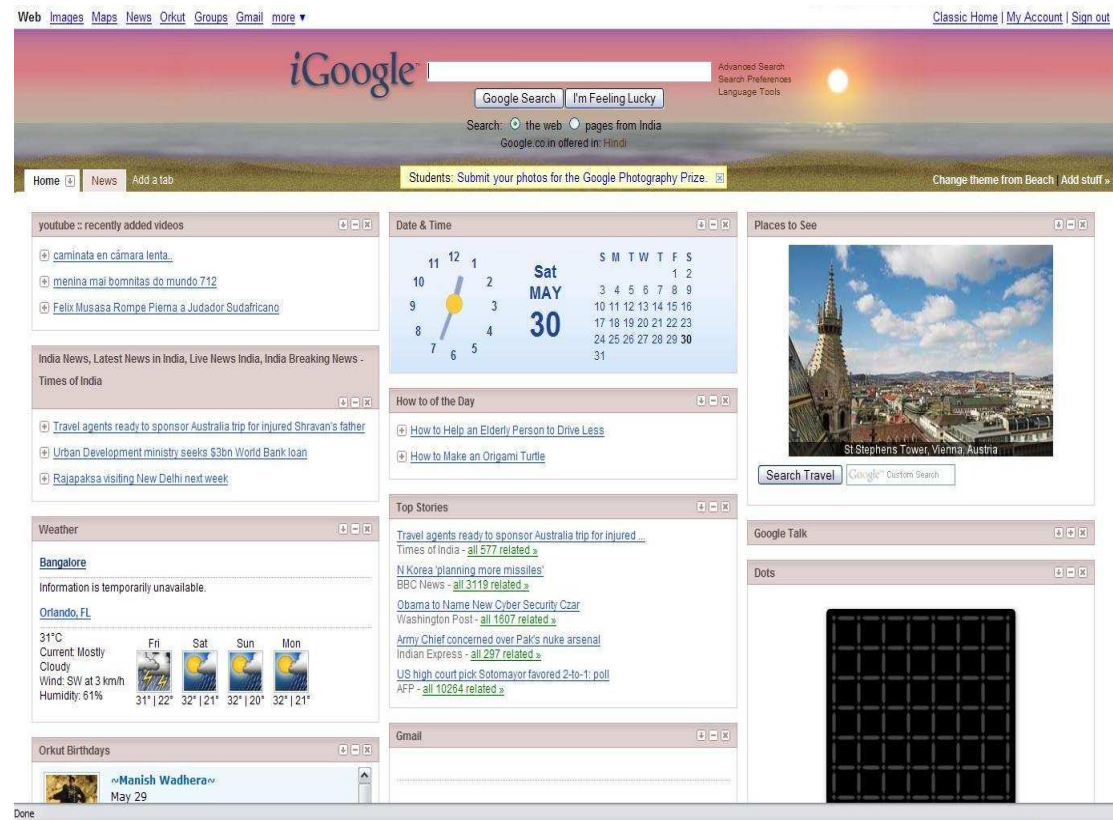 Web Images Maps News Orkut Groups Gmail more ▼
Classic Home | My Account | Sign out
iGoogle™
Advanced Search
Search Preferences
Language Tools
Google Search I'm Feeling Lucky
Search: the web pages from India
Google.co.in offered in: Hindi
Home News Add a tab
Students: Submit your photos for the Google Photography Prize.
Change theme from Beach | Add stuff »
youtube :: recently added videos
caminata en cámara lenta..
menina mai bomnitas do mundo 712
Felix Musasa Rompe Pierna a Judador Sudafricano
India News, Latest News in India, Live News India, India Breaking News -
Times of India
Travel agents ready to sponsor Australia trip for injured Shravan's father
Urban Development ministry seeks $3bn World Bank loan
Rajapaksa visiting New Delhi next week
Weather
Bangalore
Information is temporarily unavailable.
Orlando, FL
31°C
Current: Mostly
Cloudy
Wind: SW at 3 km/h
Humidity: 61%
Fri Sat Sun Mon
31° | 22° 32° | 21° 32° | 20° 32° | 21°
Orkut Birthdays
~Manish Wadhera~
May 29
Date & Time
12 1 2 3 4 5 6 7 8 9 10 11
Sat
MAY
30
S M T W T F S
1 2
3 4 5 6 7 8 9
10 11 12 13 14 15 16
17 18 19 20 21 22 23
24 25 26 27 28 29 30
31
How to of the Day
How to Help an Elderly Person to Drive Less
How to Make an Origami Turtle
Top Stories
Travel agents ready to sponsor Australia trip for injured ...
Times of India - all 577 related »
N Korea 'planning more missiles'
BBC News - all 3119 related »
Obama to Name New Cyber Security Czar
Washington Post - all 1607 related »
Army Chief concerned over Pak's nuke arsenal
Indian Express - all 297 related »
US high court pick Sotomayor favored 2-to-1: poll
AFP - all 10264 related »
Gmail
Places to See
St Stephens Tower, Vienna, Austria
Search Travel Google™ Custom Search
Google Talk
Dots
Done